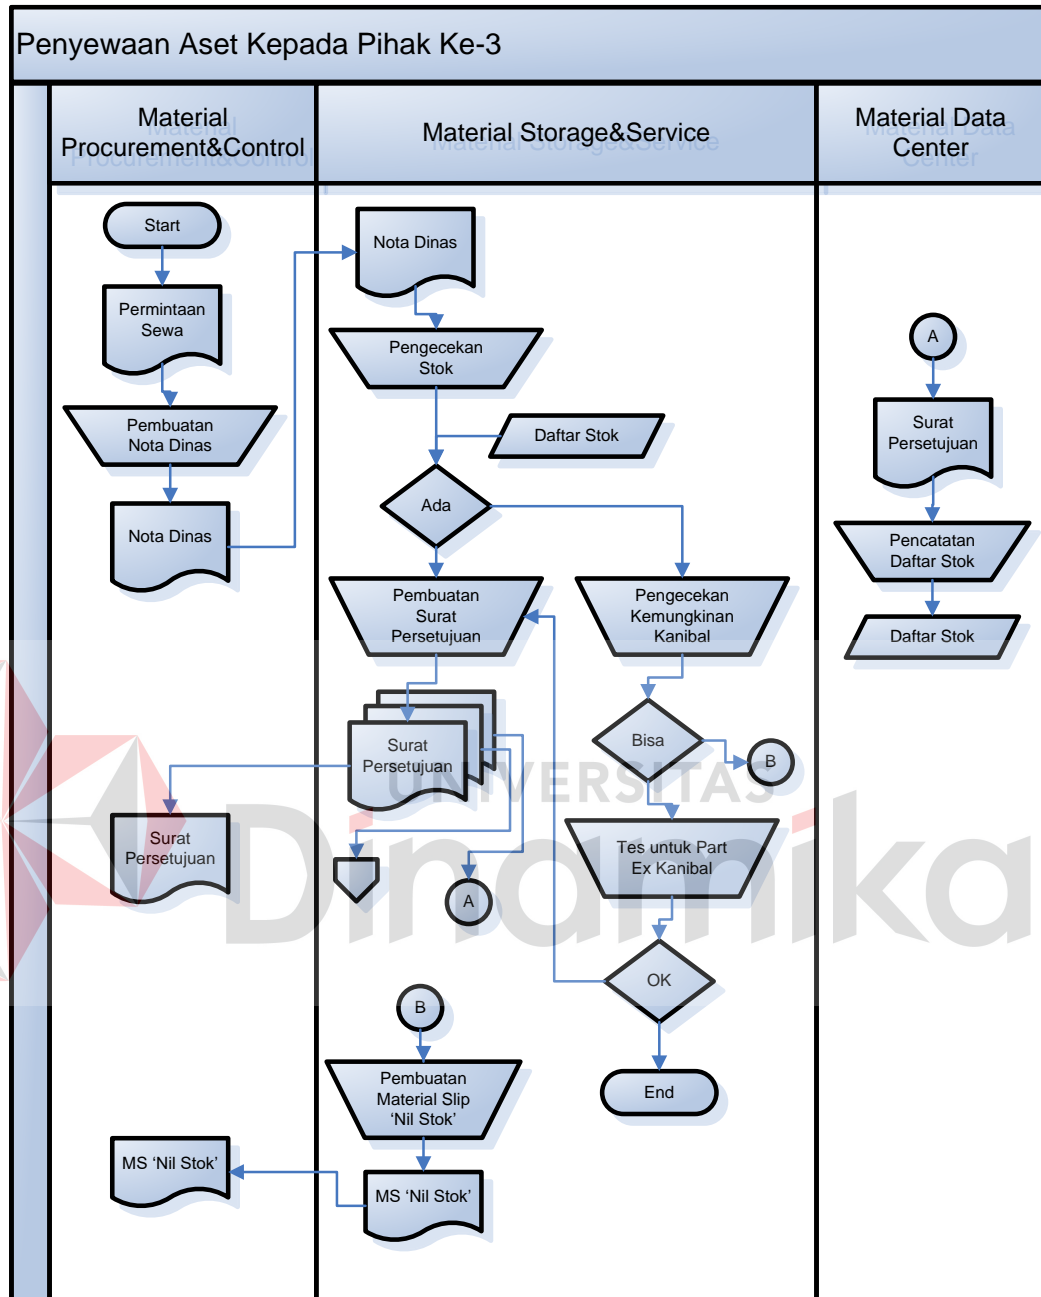 Penyewaan Aset Kepada Pihak Ke-3
Material
Procurement&Control
Material Storage&Service
Material Data
Center
Start
Permintaan
Sewa
Pembuatan
Nota Dinas
Nota Dinas
Surat
Persetujuan
MS ‘Nil Stok’
Nota Dinas
Pengecekan
Stok
Daftar Stok
Ada
Pembuatan
Surat
Persetujuan
Pengecekan
Kemungkinan
Kanibal
Surat
Persetujuan
Bisa
B
Tes untuk Part
Ex Kanibal
A
OK
B
Pembuatan
Material Slip
‘Nil Stok’
End
MS ‘Nil Stok’
A
Surat
Persetujuan
Pencatatan
Daftar Stok
Daftar Stok
UNIVERSITAS
Dinamika